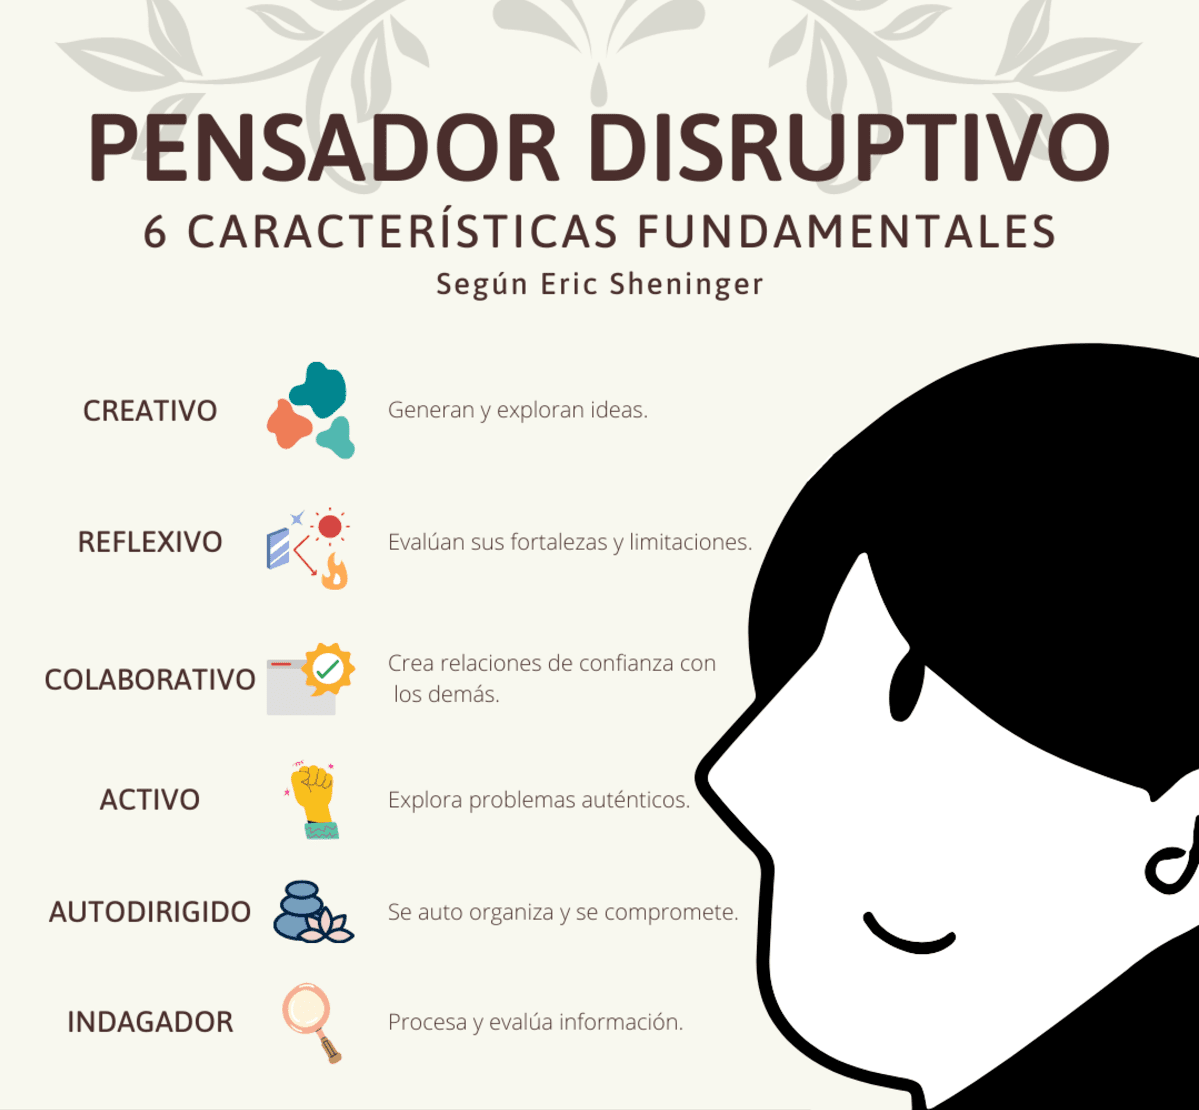 PENSADOR DISRUPTIVO
6 CARACTERÍSTICAS FUNDAMENTALES
Según Eric Sheninger
CREATIVO
Generan y exploran ideas.
REFLEXIVO
Evalúan sus fortalezas y limitaciones.
COLABORATIVO
Crea relaciones de confianza con
los demás.
ACTIVO
Explora problemas auténticos.
AUTODIRIGIDO
Se auto organiza y se compromete.
INDAGADOR
Procesa y evalúa información.